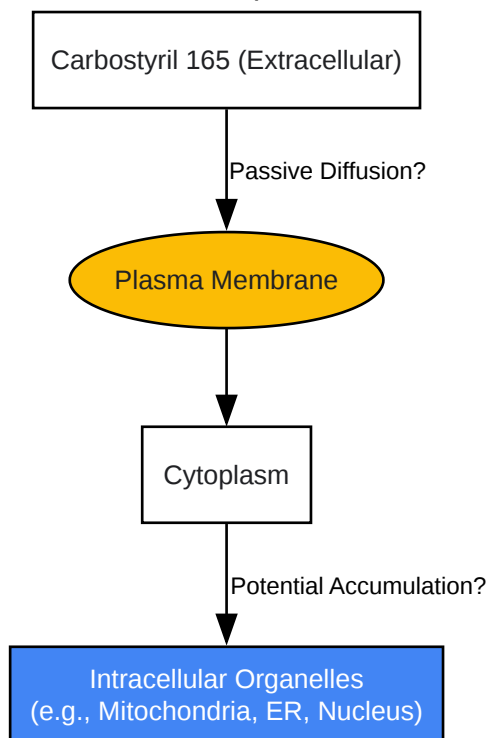 Carbostyril 165 (Extracellular)
Passive Diffusion?
Plasma Membrane
Cytoplasm
Potential Accumulation?
Intracellular Organelles
(e.g., Mitochondria, ER, Nucleus)